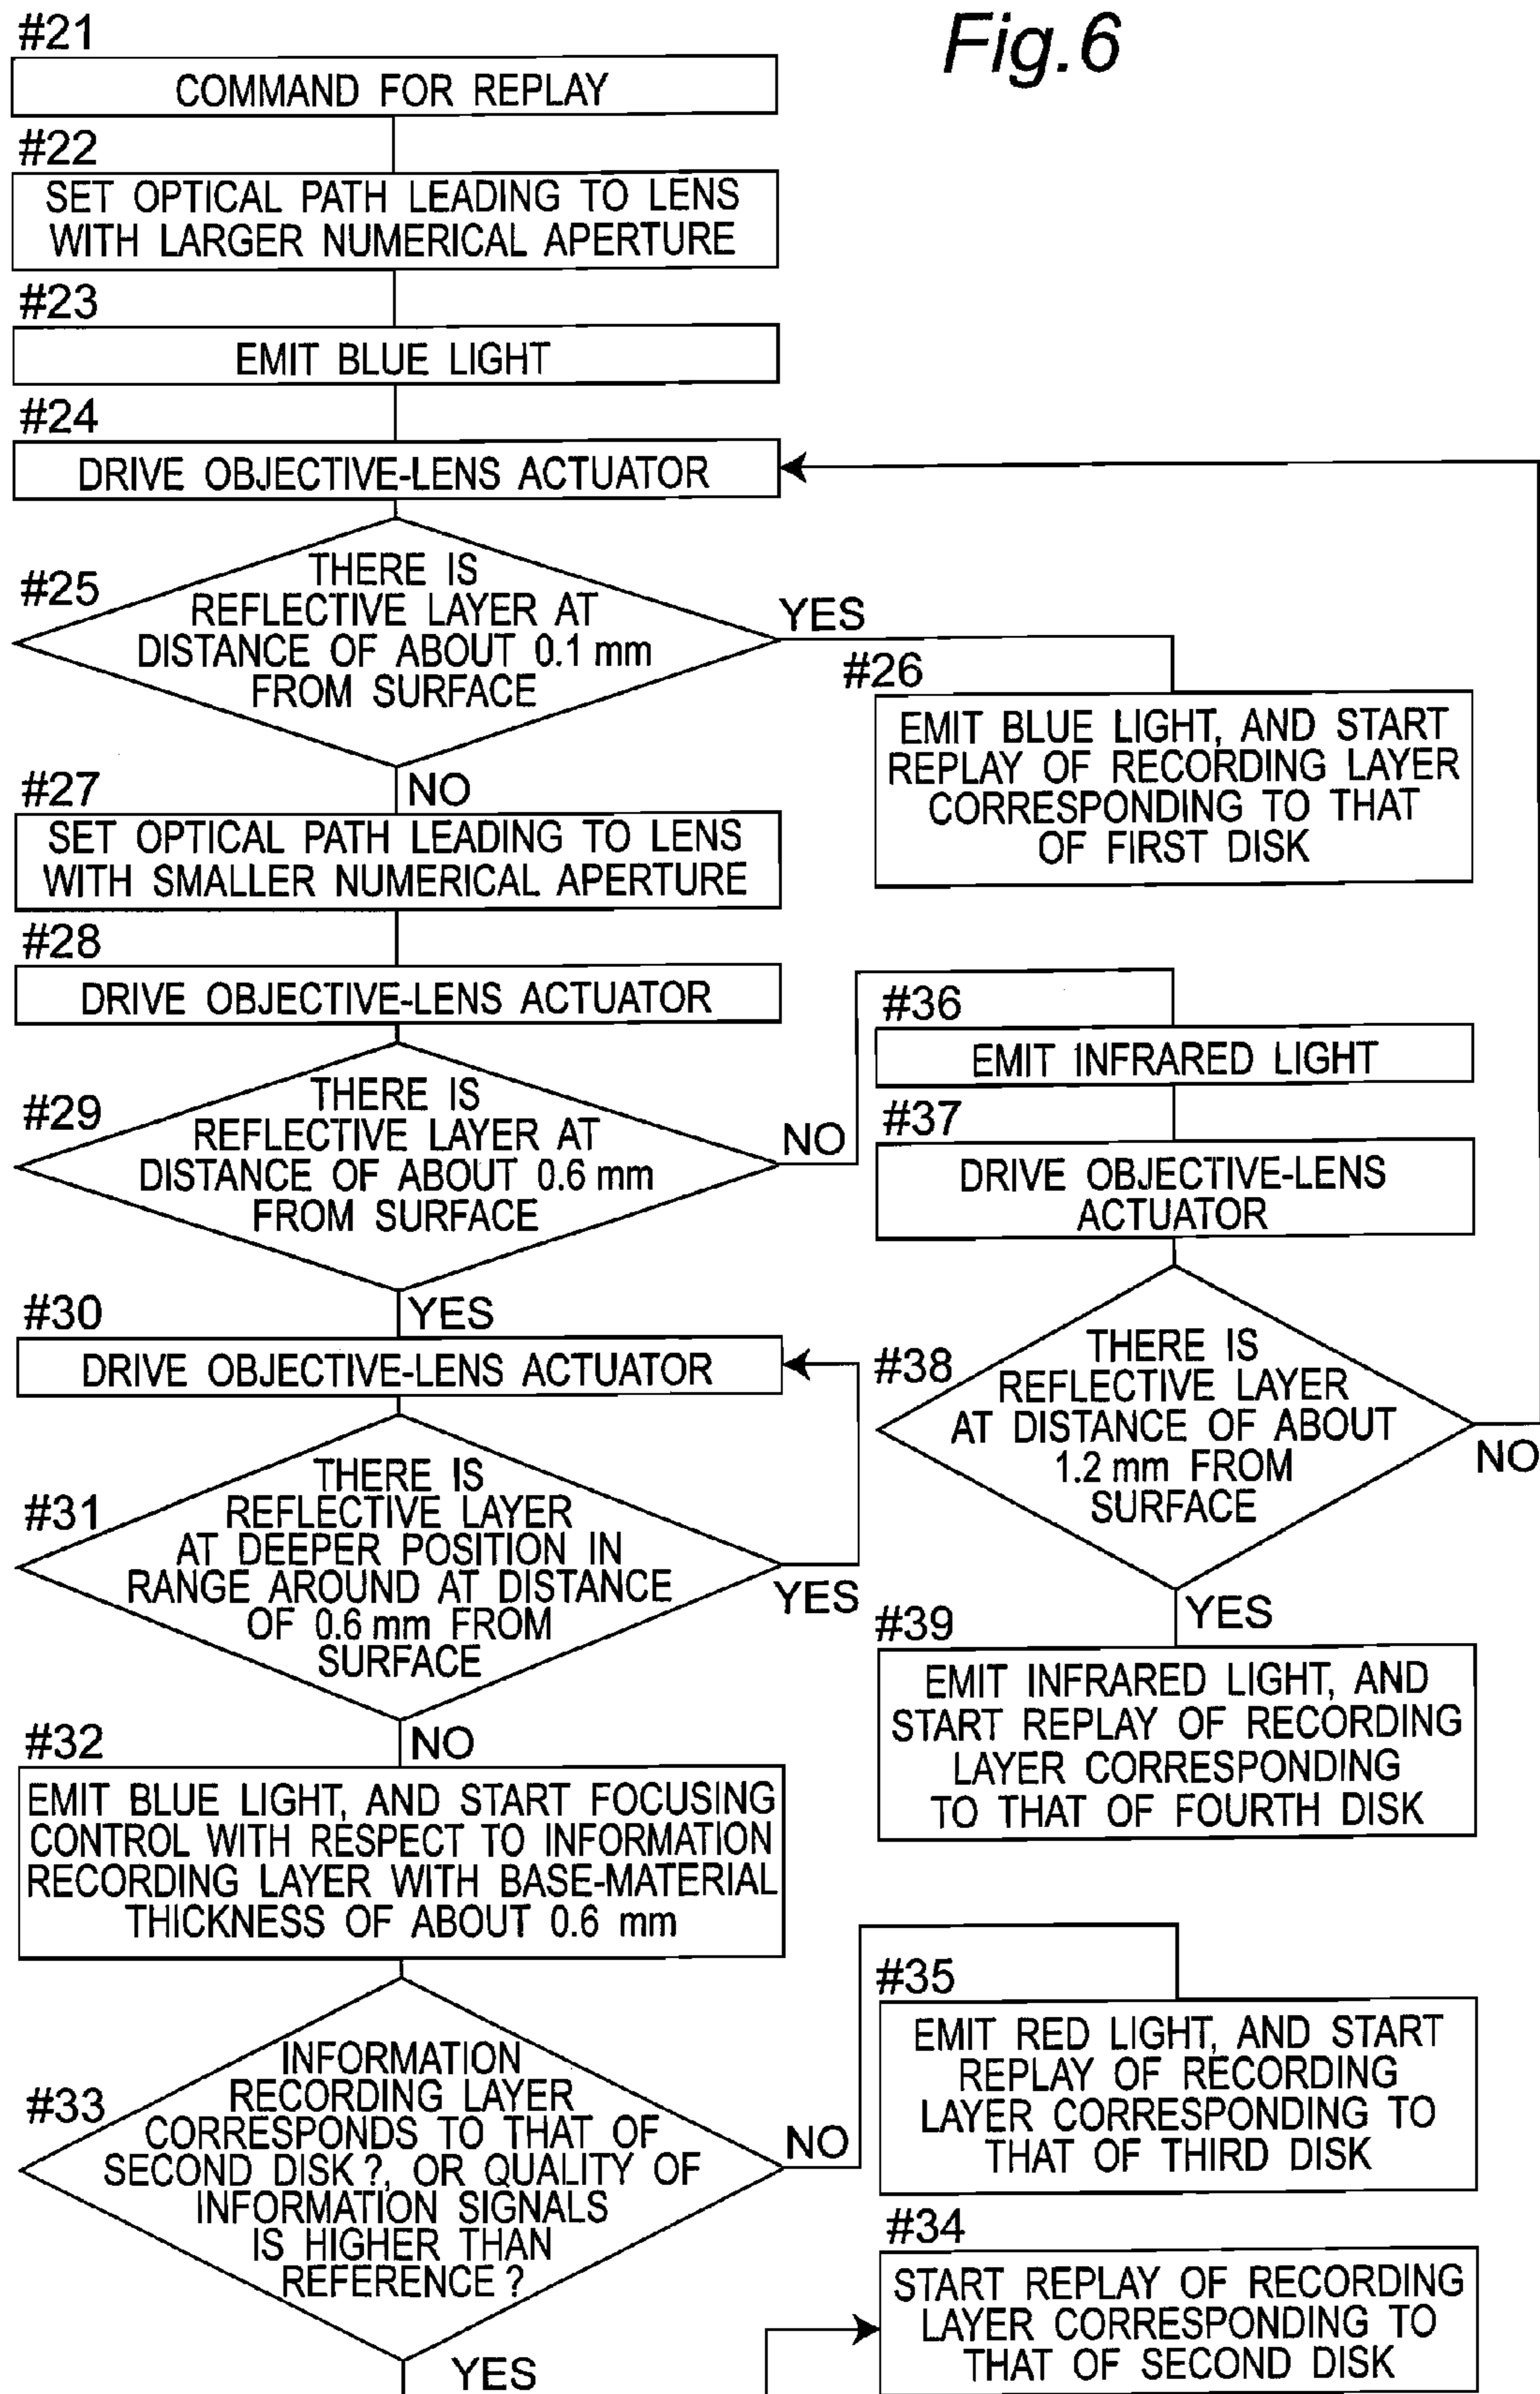 Fig.6
#21
COMMAND FOR REPLAY
#22
SET OPTICAL PATH LEADING TO LENS
WITH LARGER NUMERICAL APERTURE
#23
EMIT BLUE LIGHT
#24
DRIVE OBJECTIVE-LENS ACTUATOR
#25
THERE IS
REFLECTIVE LAYER AT
DISTANCE OF ABOUT 0.1 mm
FROM SURFACE
YES
#26
EMIT BLUE LIGHT, AND START
REPLAY OF RECORDING LAYER
CORRESPONDING TO THAT
OF FIRST DISK
NO
#27
SET OPTICAL PATH LEADING TO LENS
WITH SMALLER NUMERICAL APERTURE
#28
DRIVE OBJECTIVE-LENS ACTUATOR
#29
THERE IS
REFLECTIVE LAYER AT
DISTANCE OF ABOUT 0.6 mm
FROM SURFACE
NO
#36
EMIT INFRARED LIGHT
#37
DRIVE OBJECTIVE-LENS
ACTUATOR
#38
THERE IS
REFLECTIVE LAYER
AT DISTANCE OF ABOUT
1.2 mm FROM
SURFACE
NO
YES
#39
EMIT INFRARED LIGHT, AND
START REPLAY OF RECORDING
LAYER CORRESPONDING
TO THAT OF FOURTH DISK
YES
#30
DRIVE OBJECTIVE-LENS ACTUATOR
#31
THERE IS
REFLECTIVE LAYER
AT DEEPER POSITION IN
RANGE AROUND AT DISTANCE
OF 0.6 mm FROM
SURFACE
YES
NO
#32
EMIT BLUE LIGHT, AND START FOCUSING
CONTROL WITH RESPECT TO INFORMATION
RECORDING LAYER WITH BASE-MATERIAL
THICKNESS OF ABOUT 0.6 mm
#33
INFORMATION
RECORDING LAYER
CORRESPONDS TO THAT OF
SECOND DISK?, OR QUALITY OF
INFORMATION SIGNALS
IS HIGHER THAN
REFERENCE?
NO
#35
EMIT RED LIGHT, AND START
REPLAY OF RECORDING
LAYER CORRESPONDING TO
THAT OF THIRD DISK
YES
#34
START REPLAY OF RECORDING
LAYER CORRESPONDING TO
THAT OF SECOND DISK